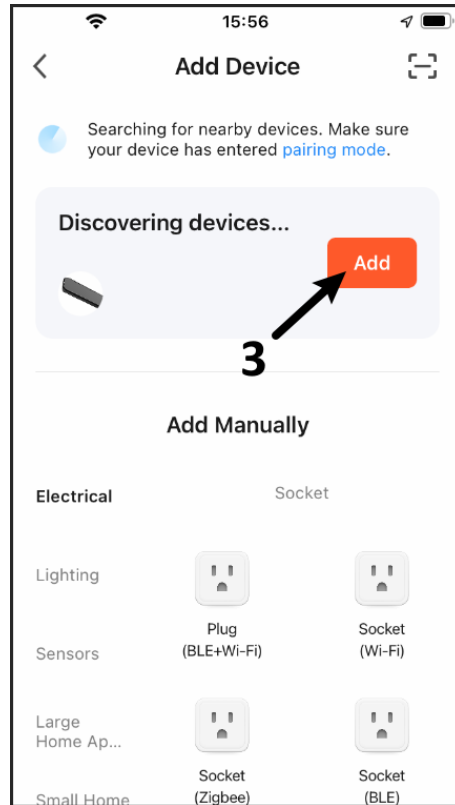 15:56
Add Device
Searching for nearby devices. Make sure
your device has entered pairing mode.
Discovering devices...
Add
3
Add Manually
Electrical
Socket
Lighting
Plug
(BLE+Wi-Fi)
Socket
(Wi-Fi)
Sensors
Large
Home Ap...
Socket
(Zigbee)
Socket
(BLE)
Small Home